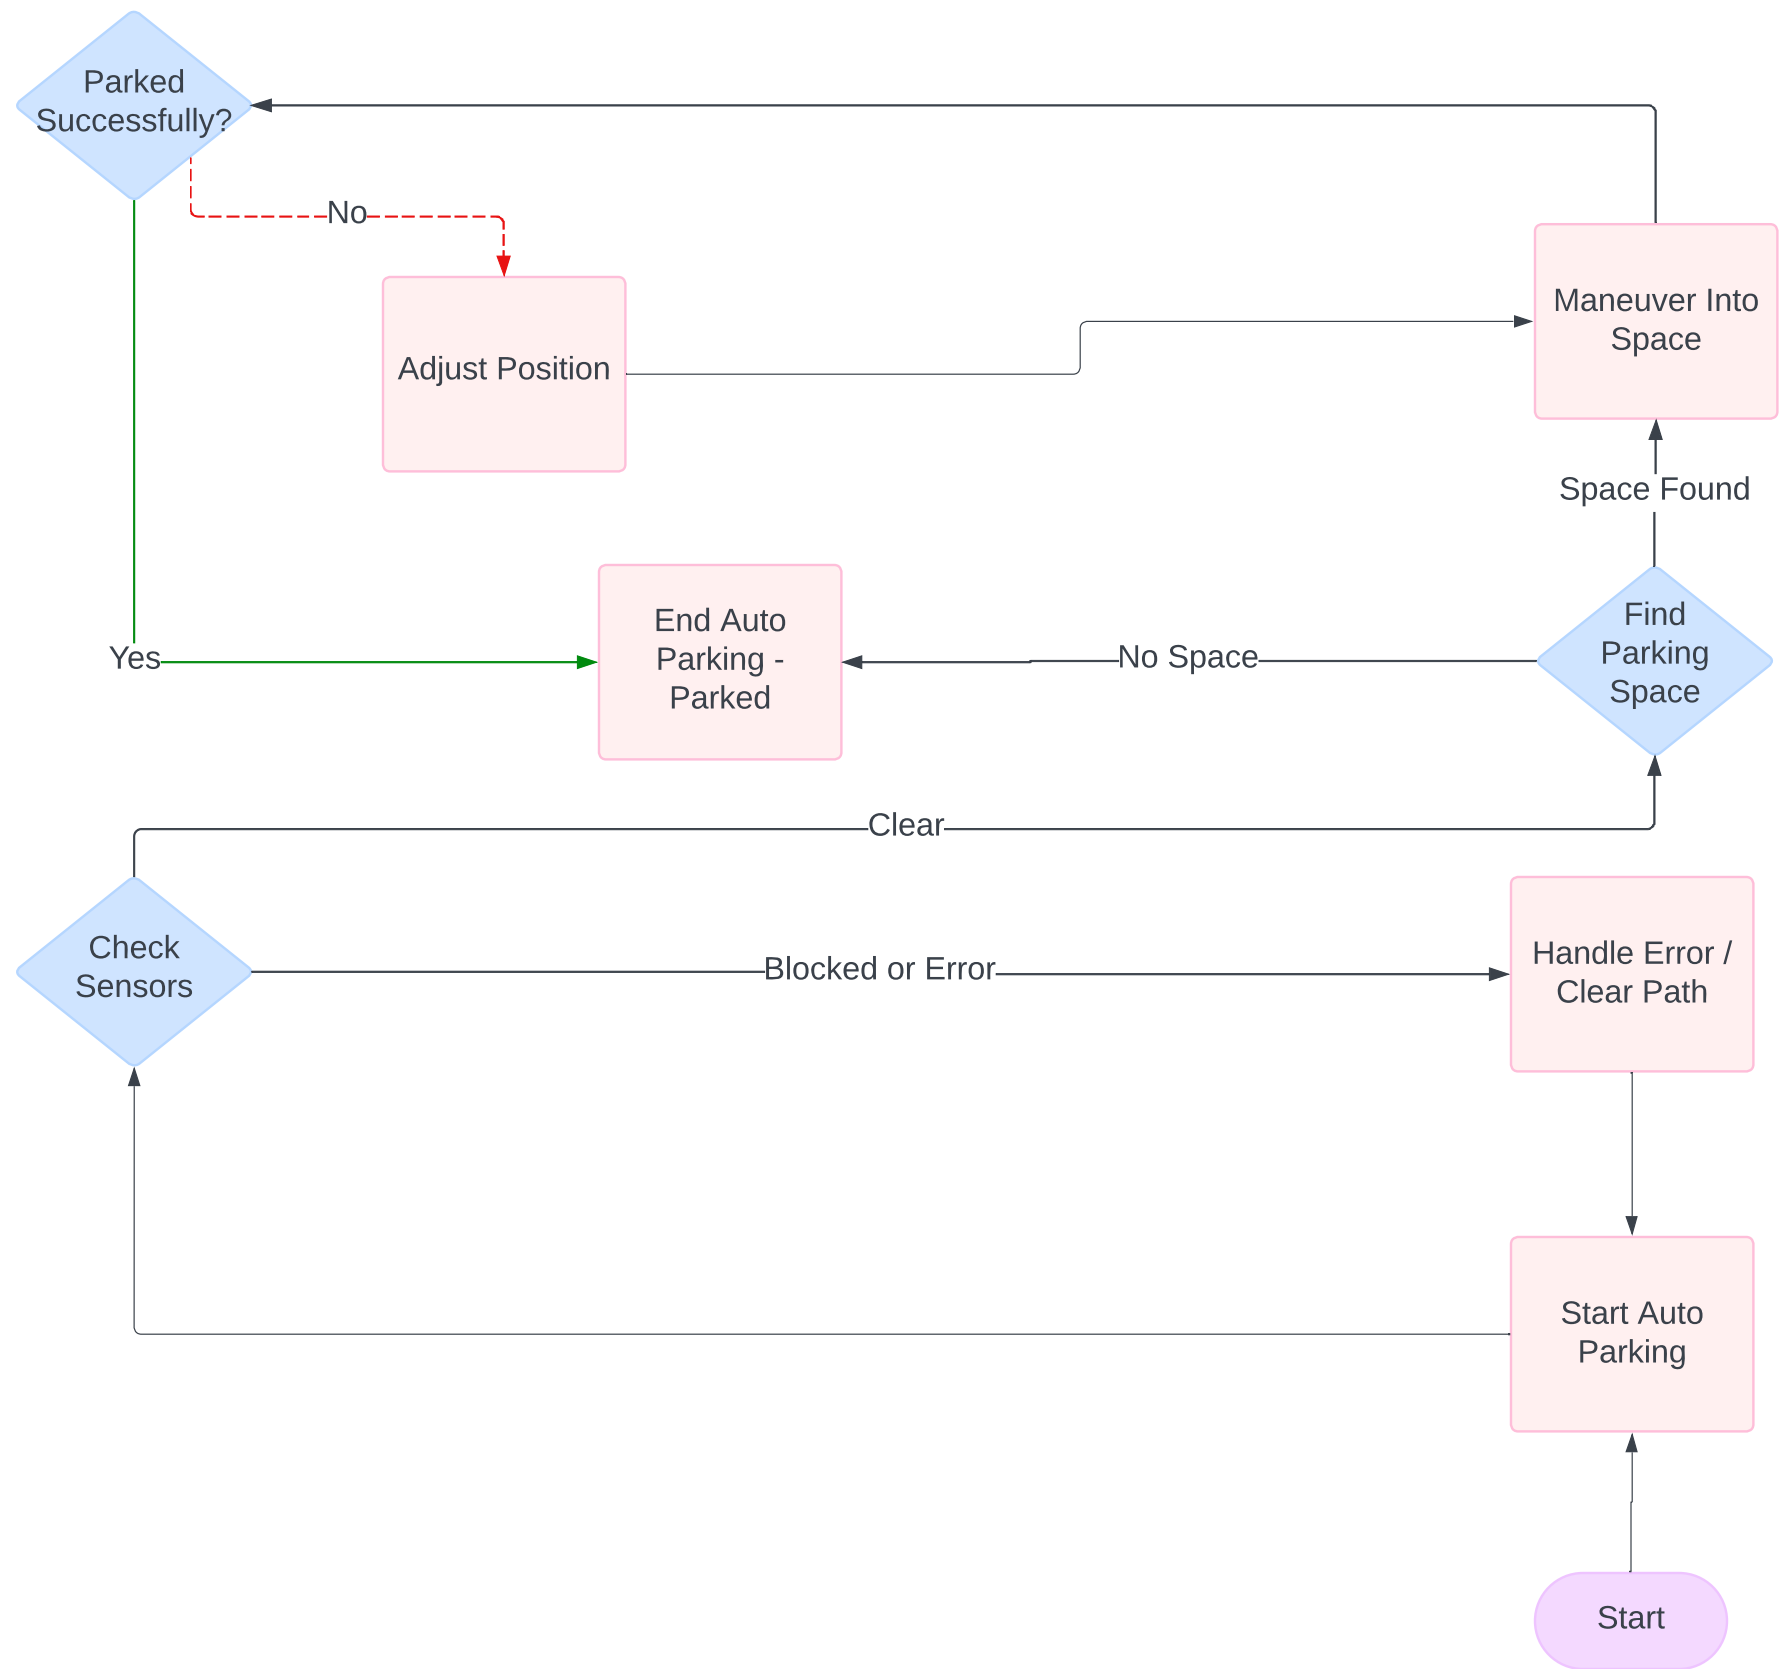 Parked
Successfully?
No
Maneuver Into
Space
Adjust Position
Space Found
End Auto
Parking -
Parked
Yes
No Space
Find
Parking
Space
Clear
Check
Sensors
Blocked or Error
Handle Error /
Clear Path
Start Auto
Parking
Start